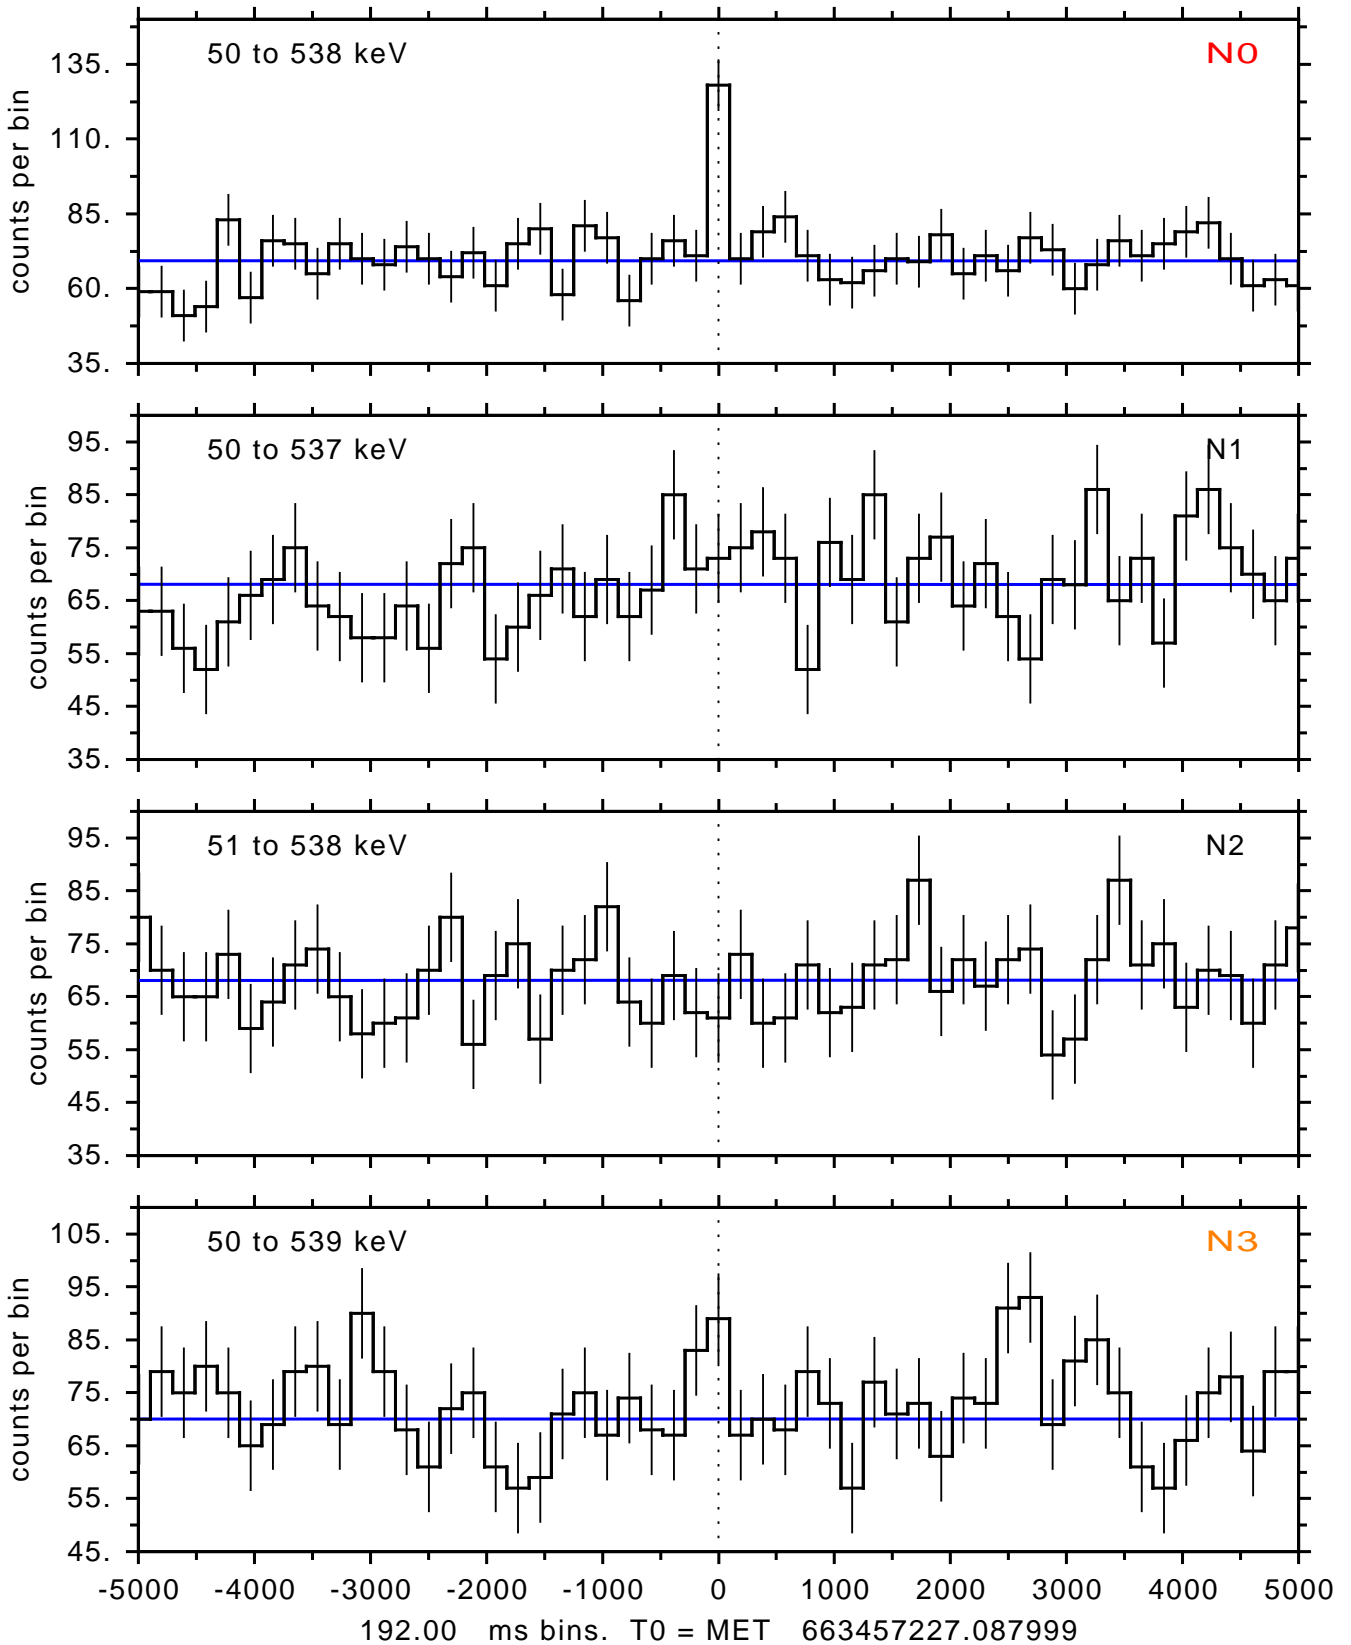 50 to 538 keV N0
counts per bin
135.
110.
85.
60.
35.
50 to 537 keV N1
counts per bin
95.
85.
75.
65.
55.
45.
35.
51 to 538 keV N2
counts per bin
95.
85.
75.
65.
55.
45.
35.
50 to 539 keV N3
counts per bin
105.
95.
85.
75.
65.
55.
45.
-5000 -4000 -3000 -2000 -1000 0 1000 2000 3000 4000 5000
192.00 ms bins. T0 = MET 663457227.087999